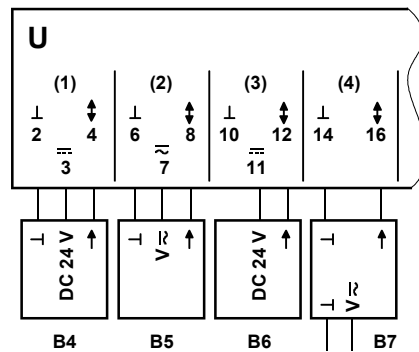 U
(1) (2) (3) (4)
⊥ ↕ ⊥ ↕ ⊥ ↕ ⊥ ↕
2 4 6 8 10 12 14 16
⎓ ≂ ⎓
3 7 11
⊥ DC 24 V ↑ ⊥ V ≂ ↑ DC 24 V ↑ ⊥ ↑
⊥ V ≂
B4 B5 B6 B7